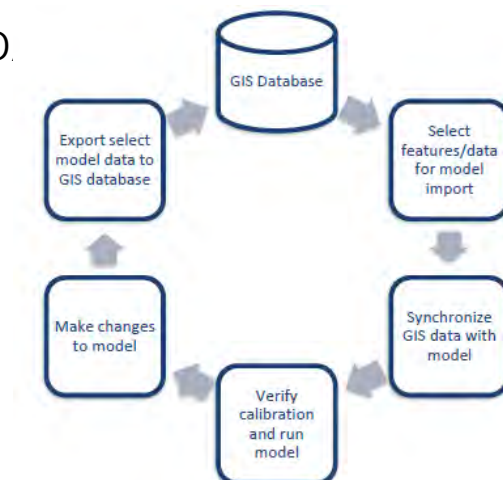 GIS Database
Select
features/data
for model
import
Synchronize
GIS data with
model
Verify
calibration
and run
model
Make changes
to model
Export select
model data to
GIS database